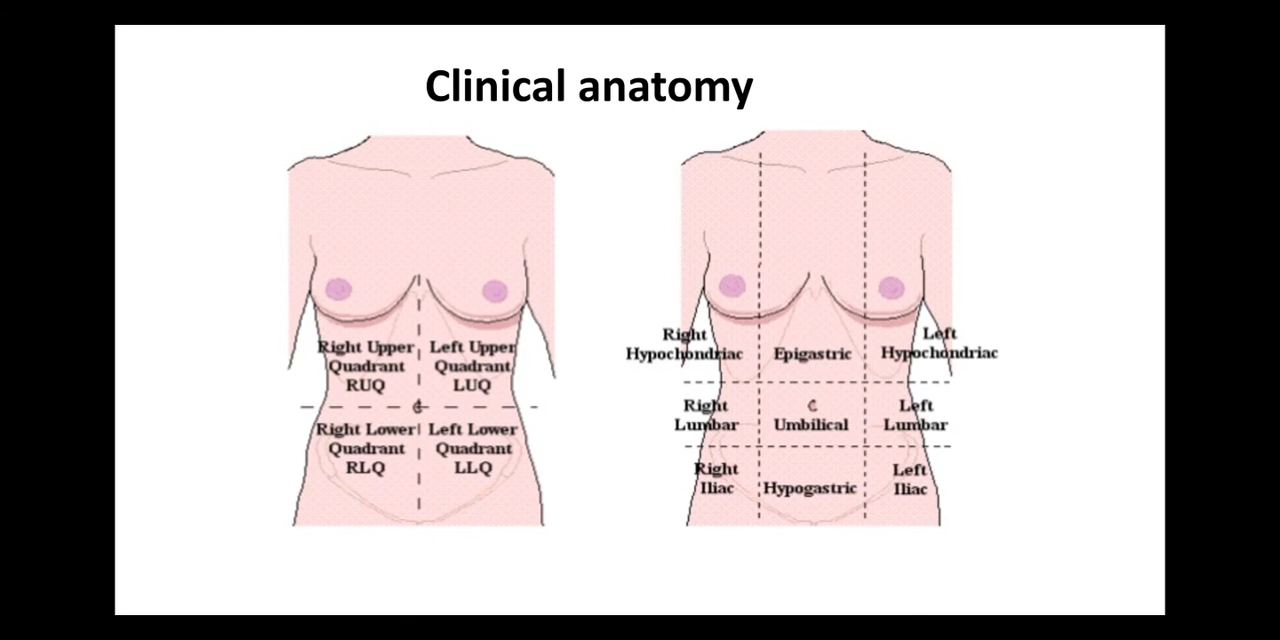 Clinical anatomy
Right Upper
Quadrant
RUQ
Left Upper
Quadrant
LUQ
Right Lower
Quadrant
RLQ
Left Lower
Quadrant
LLQ
Right
Hypochondriac
Epigastric
Left
Hypochondriac
Right
Lumbar
Umbilical
Left
Lumbar
Right
Iliac
Hypogastric
Left
Iliac